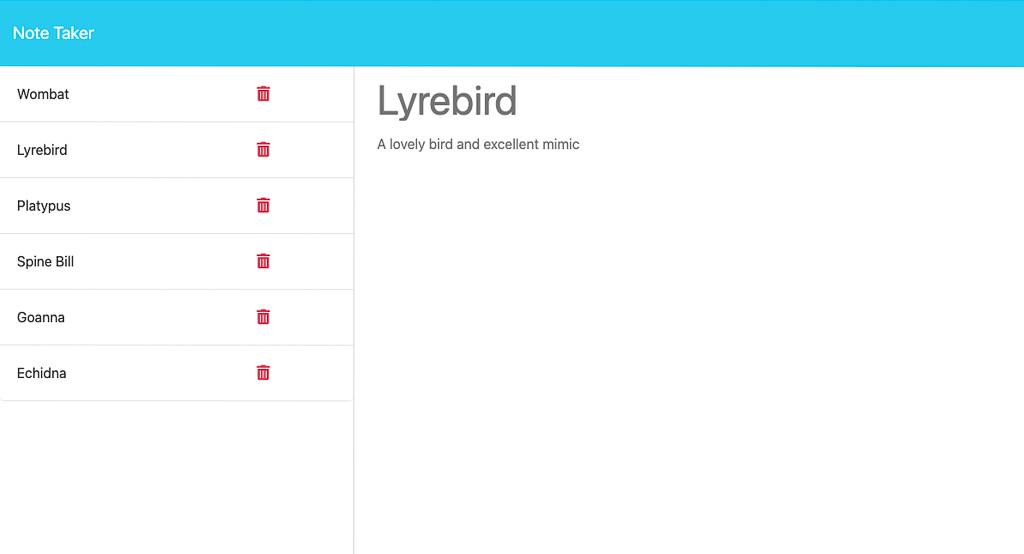 Note Taker
Wombat
Lyrebird
Platypus
Spine Bill
Goanna
Echidna
Lyrebird
A lovely bird and excellent mimic